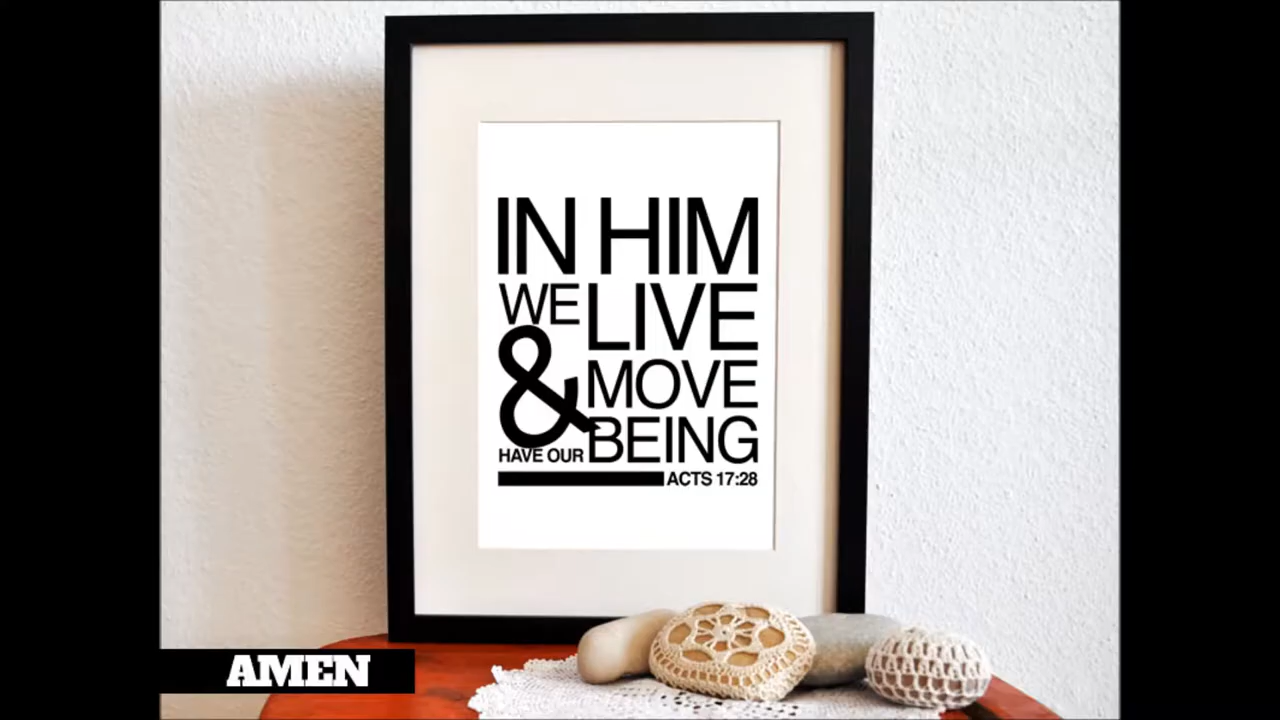 IN HIM
WE LIVE
& MOVE
HAVE OUR BEING
ACTS 17:28
AMEN